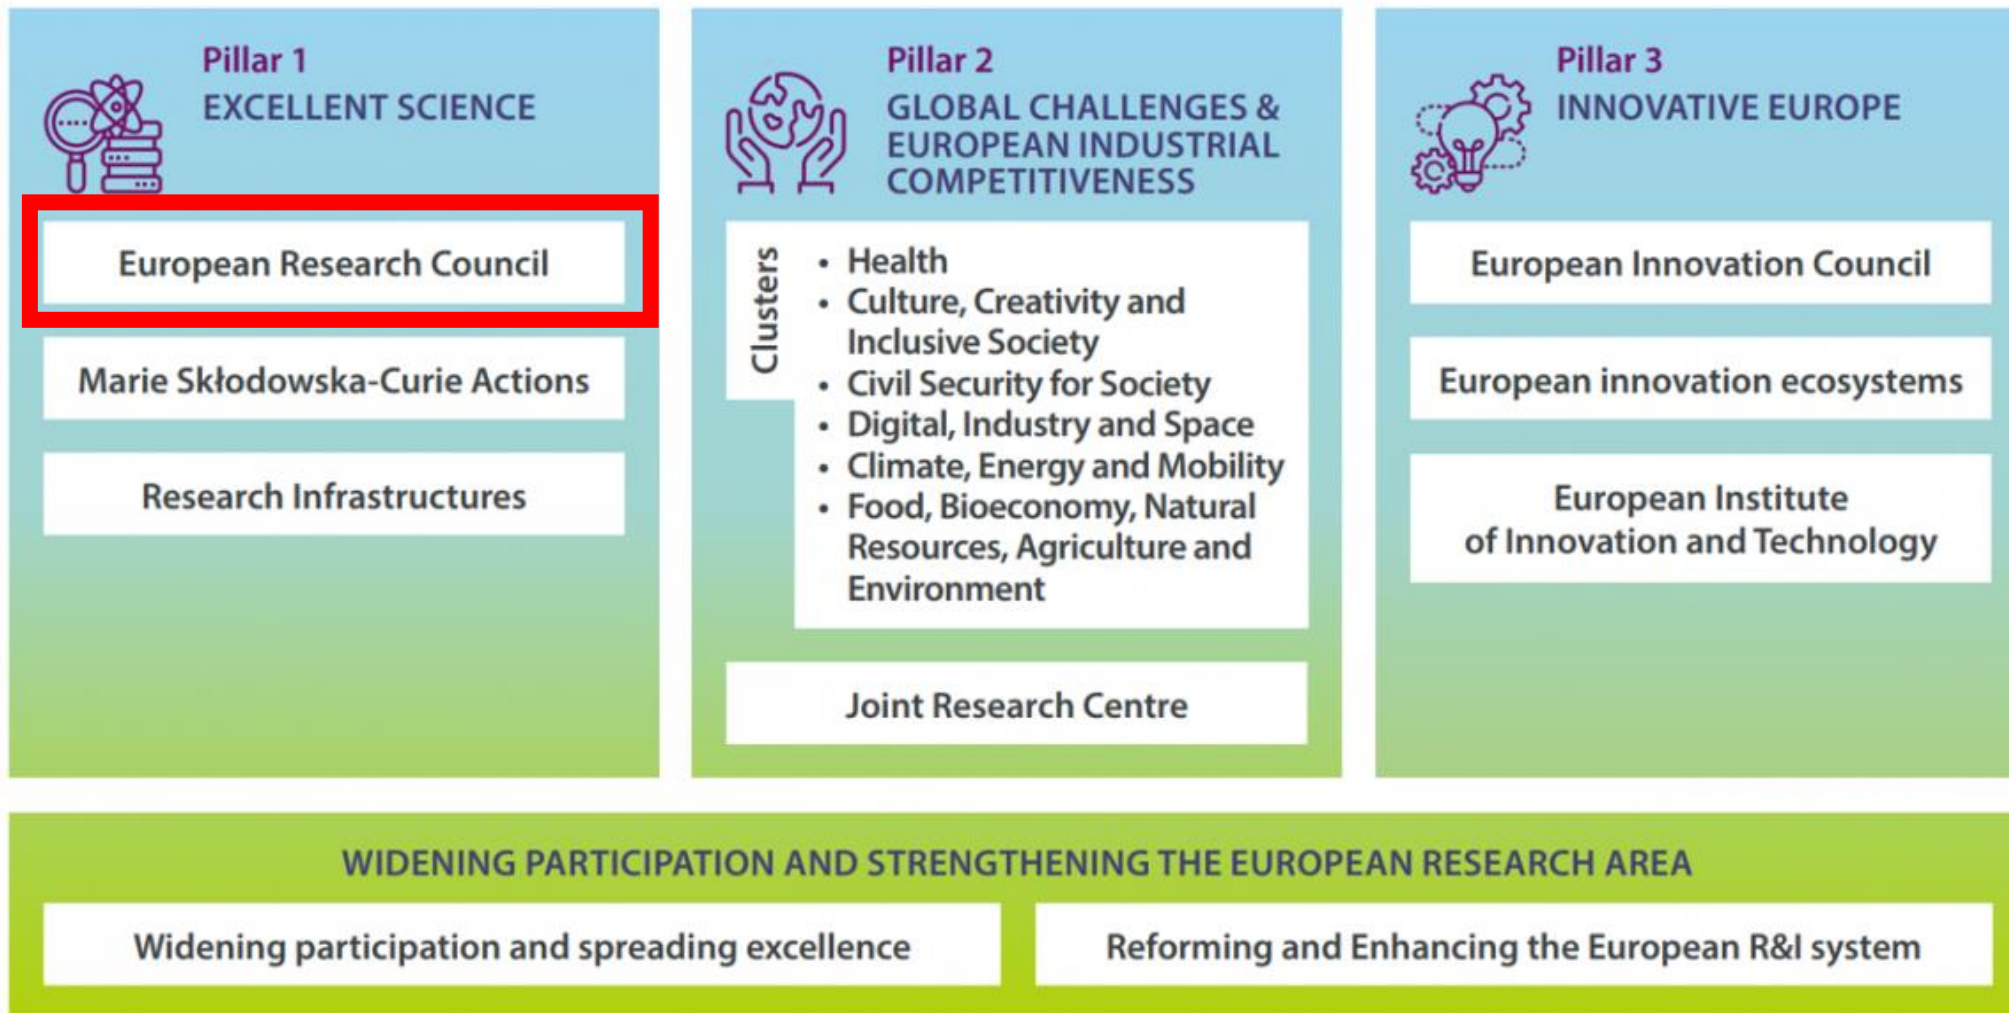 Pillar 1
EXCELLENT SCIENCE
European Research Council
Marie Skłodowska-Curie Actions
Research Infrastructures
Pillar 2
GLOBAL CHALLENGES &
EUROPEAN INDUSTRIAL
COMPETITIVENESS
Clusters
• Health
• Culture, Creativity and
Inclusive Society
• Civil Security for Society
• Digital, Industry and Space
• Climate, Energy and Mobility
• Food, Bioeconomy, Natural
Resources, Agriculture and
Environment
Joint Research Centre
Pillar 3
INNOVATIVE EUROPE
European Innovation Council
European innovation ecosystems
European Institute
of Innovation and Technology
WIDENING PARTICIPATION AND STRENGTHENING THE EUROPEAN RESEARCH AREA
Widening participation and spreading excellence
Reforming and Enhancing the European R&I system